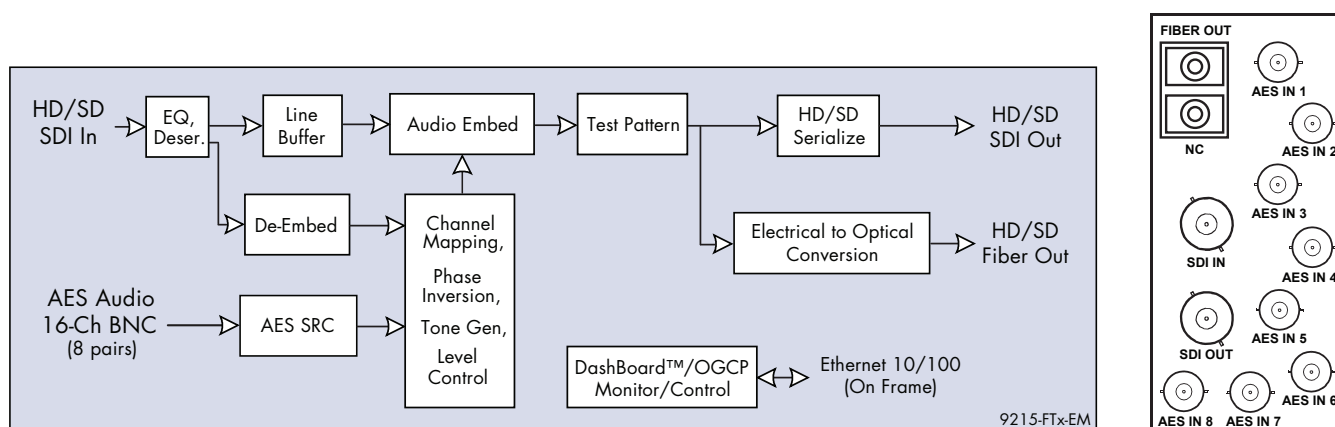 HD/SD
SDI In
EQ,
Deser.
Line
Buffer
Audio Embed
Test Pattern
HD/SD
Serialize
HD/SD
SDI Out
De-Embed
Channel
Mapping,
Phase
Inversion,
Tone Gen,
Level
Control
Electrical to Optical
Conversion
HD/SD
Fiber Out
AES Audio
16-Ch BNC
(8 pairs)
AES SRC
DashBoard™/OGCP
Monitor/Control
Ethernet 10/100
(On Frame)
9215-FTx-EM
FIBER OUT
AES IN 1
AES IN 2
NC
AES IN 3
SDI IN
AES IN 4
AES IN 5
SDI OUT
AES IN 6
AES IN 8
AES IN 7